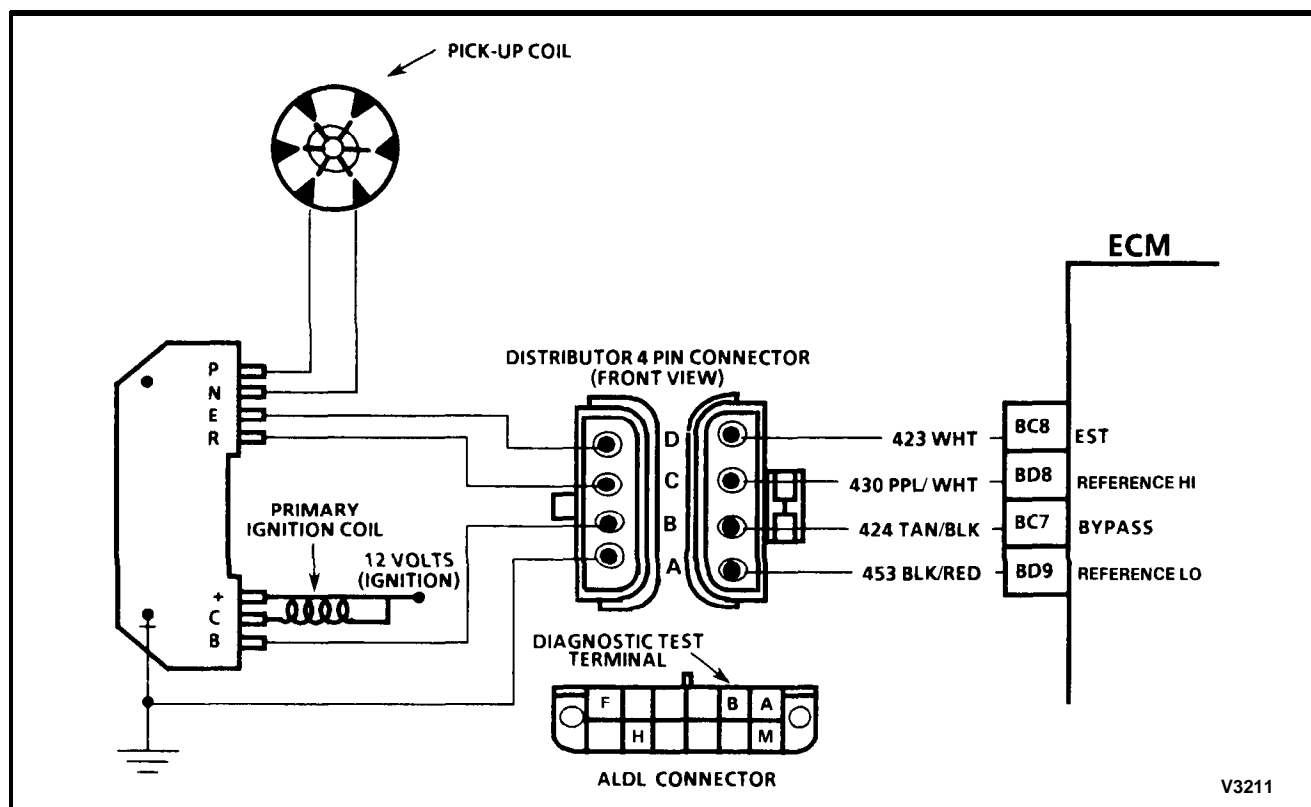 PICK-UP COIL
ECM
P
N
E
R
DISTRIBUTOR 4 PIN CONNECTOR
(FRONT VIEW)
D
C
B
A
423 WHT
430 PPL/ WHT
424 TAN/BLK
453 BLK/RED
BC8
EST
BD8
REFERENCE HI
BC7
BYPASS
BD9
REFERENCE LO
PRIMARY
IGNITION COIL
12 VOLTS
(IGNITION)
+
C
B
DIAGNOSTIC TEST
TERMINAL
F
B
A
H
M
ALDL CONNECTOR
V3211